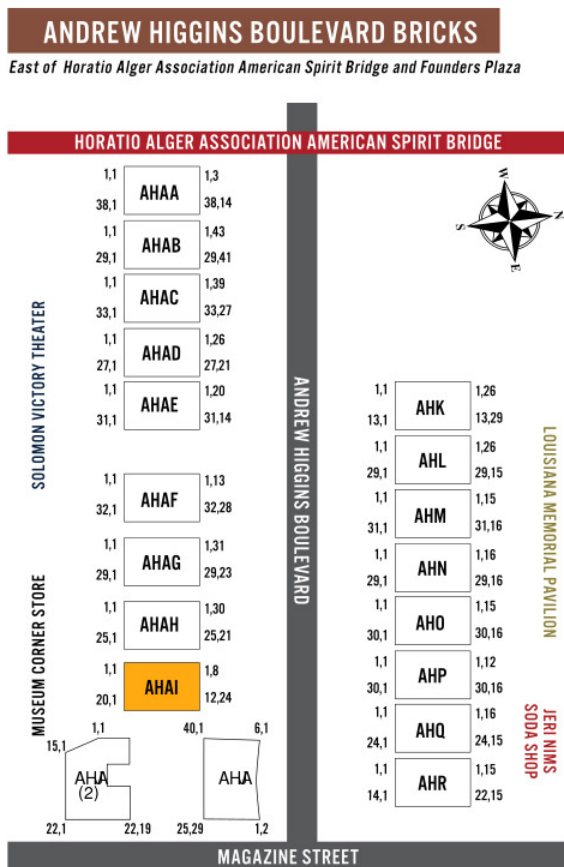 ANDREW HIGGINS BOULEVARD BRICKS
East of Horatio Alger Association American Spirit Bridge and Founders Plaza
HORATIO ALGER ASSOCIATION AMERICAN SPIRIT BRIDGE
W
N
S
E
1,1 1,3
AHAA
38,1 38,14
1,1 1,43
AHAB
29,1 29,41
1,1 1,39
AHAC
33,1 33,27
1,1 1,26
AHAD
27,1 27,21
1,1 1,20
AHAE
31,1 31,14
1,1 1,13
AHAF
32,1 32,28
1,1 1,31
AHAG
29,1 29,23
1,1 1,30
AHAH
25,1 25,21
1,1 1,8
AHAI
20,1 12,24
1,1
15,1
AHA
(2)
22,1 22,19
40,1 6,1
AHA
25,29 1,2
SOLOMON VICTORY THEATER
MUSEUM CORNER STORE
ANDREW HIGGINS BOULEVARD
1,1 1,26
AHK
13,1 13,29
1,1 1,26
AHL
29,1 29,15
1,1 1,15
AHM
31,1 31,16
1,1 1,16
AHN
29,1 29,16
1,1 1,15
AHO
30,1 30,16
1,1 1,12
AHP
30,1 30,16
1,1 1,16
AHQ
24,1 24,15
1,1 1,15
AHR
14,1 22,15
LOUISIANA MEMORIAL PAVILION
JERI NIMS
SODA SHOP
MAGAZINE STREET